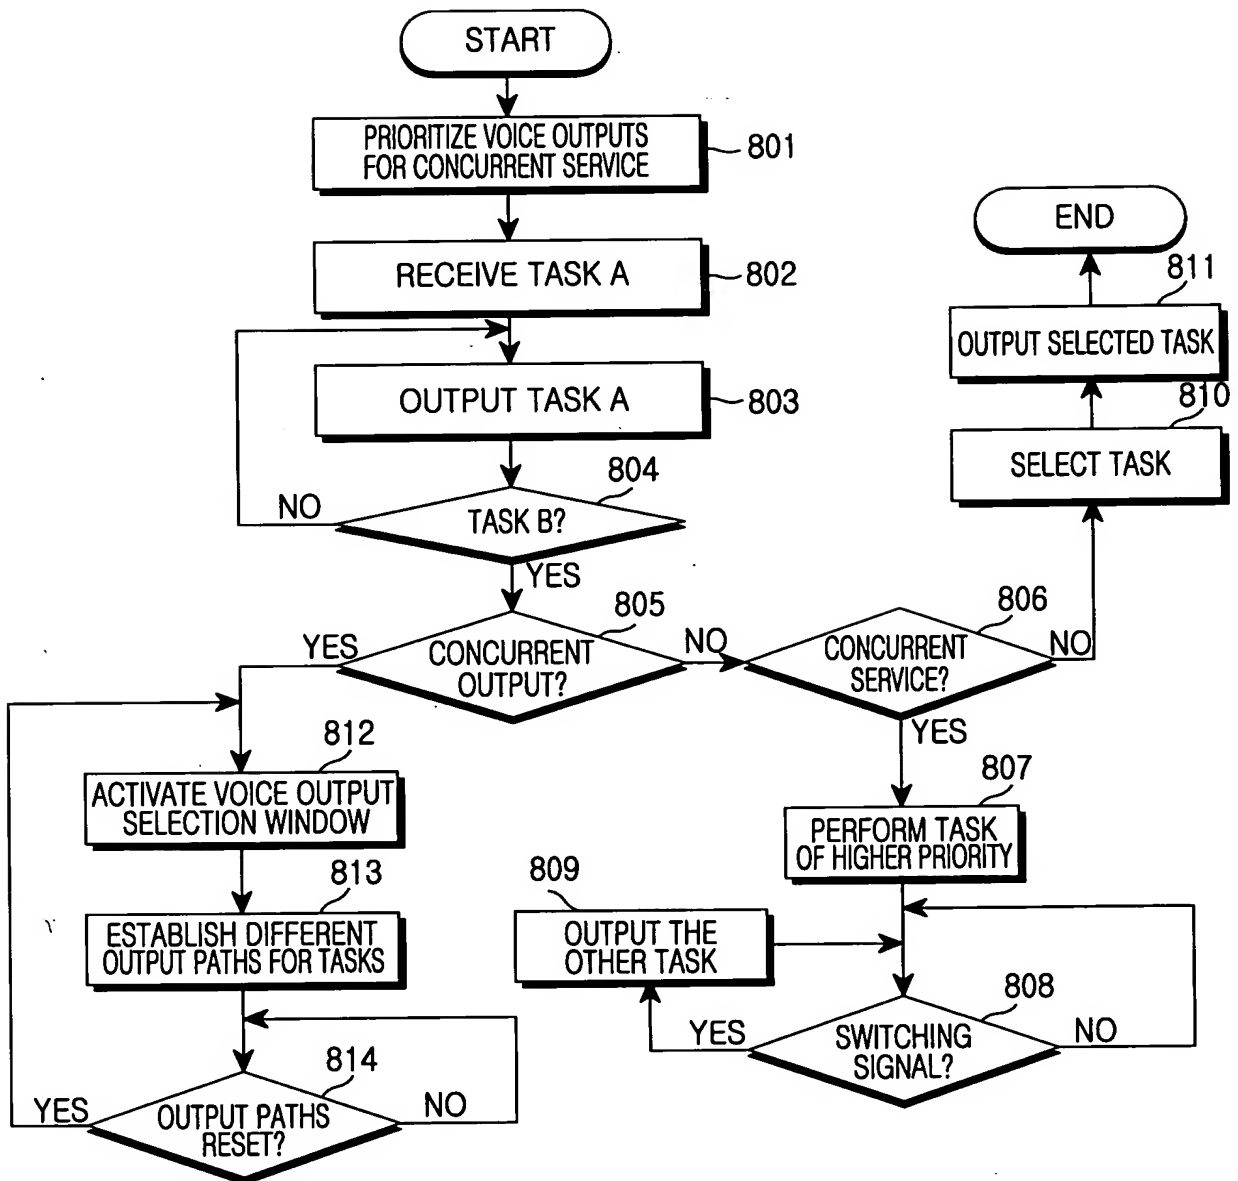 START
PRIORITIZE VOICE OUTPUTS
FOR CONCURRENT SERVICE
801
RECEIVE TASK A
802
OUTPUT TASK A
803
804
NO
TASK B?
YES
805
YES
CONCURRENT
OUTPUT?
NO
806
CONCURRENT
SERVICE?
NO
YES
END
811
OUTPUT SELECTED TASK
810
SELECT TASK
812
ACTIVATE VOICE OUTPUT
SELECTION WINDOW
813
ESTABLISH DIFFERENT
OUTPUT PATHS FOR TASKS
814
YES
OUTPUT PATHS
RESET?
NO
807
PERFORM TASK
OF HIGHER PRIORITY
809
OUTPUT THE
OTHER TASK
808
YES
SWITCHING
SIGNAL?
NO